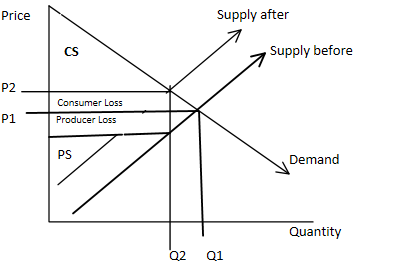 Price
Supply after
CS
Supply before
P2
Consumer Loss
P1
Producer Loss
PS
Demand
Quantity
Q2
Q1